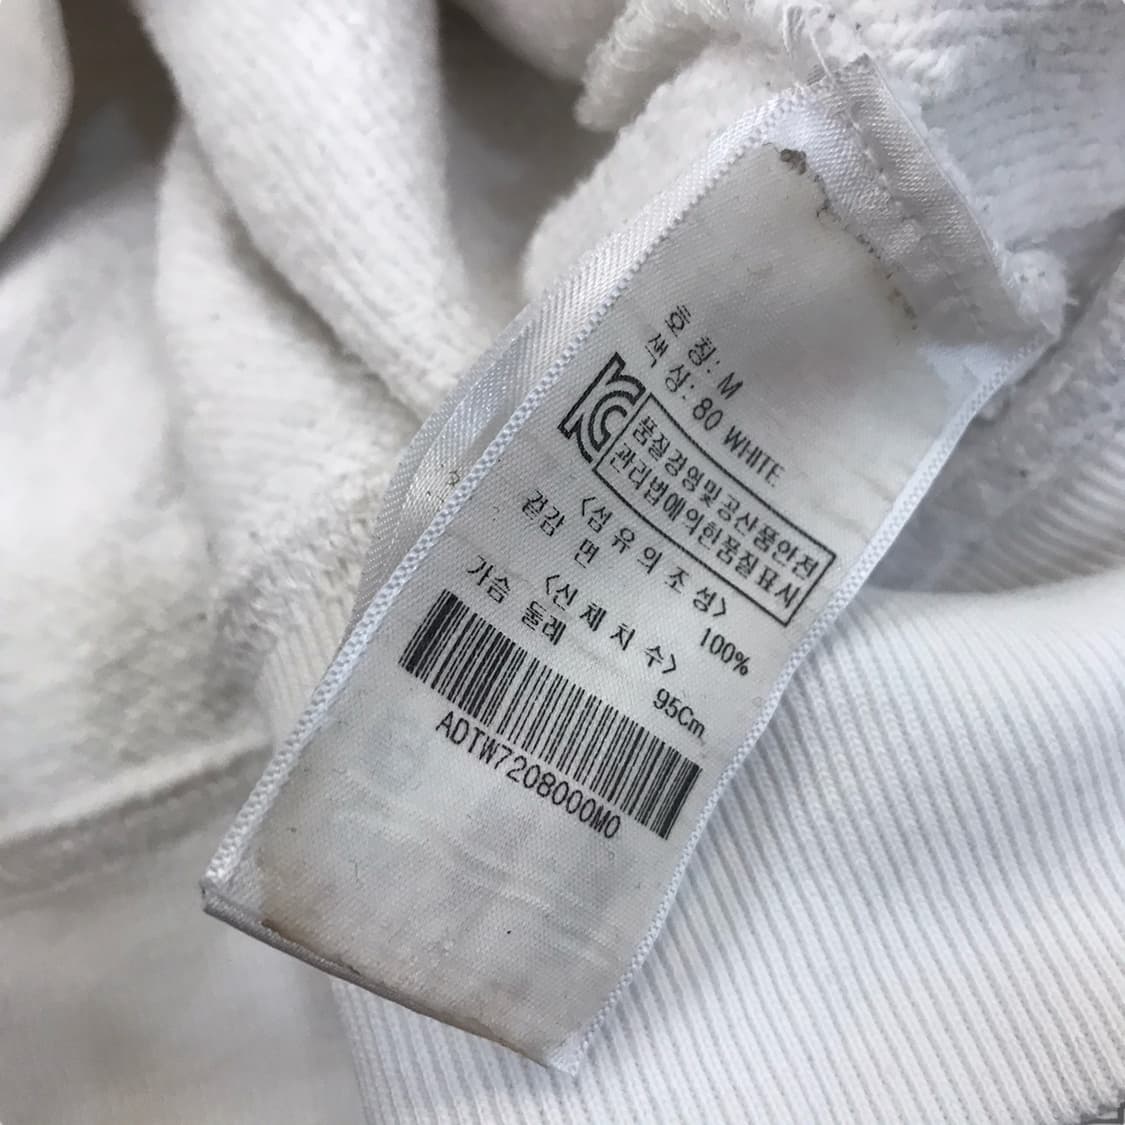 호 칭: M
색 상: 80 WHITE
품질경영및공산품안전
관리법에의한품질표시
<섬 유 의 조 성>
겉감 면 100%
<신 체 치 수>
가슴 둘레 95Cm
ADTW7208000M0